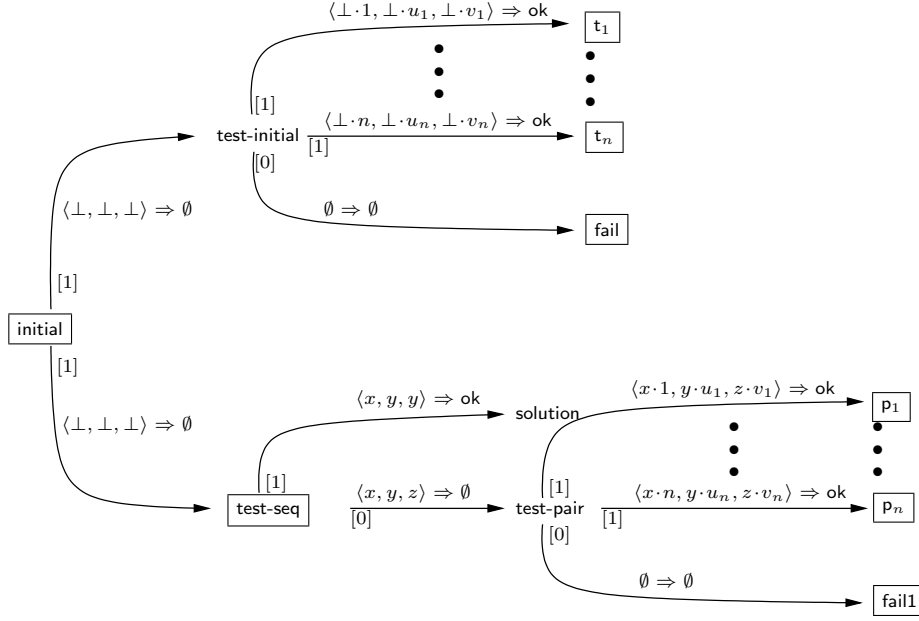 ⟨⊥·1, ⊥·u₁, ⊥·v₁⟩ ⇒ ok
t₁
[1]
⟨⊥·n, ⊥·uₙ, ⊥·vₙ⟩ ⇒ ok
test-initial
[1]
tₙ
[0]
⟨⊥, ⊥, ⊥⟩ ⇒ ∅
∅ ⇒ ∅
fail
[1]
initial
[1]
⟨x·1, y·u₁, z·v₁⟩ ⇒ ok
⟨x, y, y⟩ ⇒ ok
p₁
solution
⟨⊥, ⊥, ⊥⟩ ⇒ ∅
[1]
[1]
⟨x, y, z⟩ ⇒ ∅
⟨x·n, y·uₙ, z·vₙ⟩ ⇒ ok
test-seq
test-pair
pₙ
[0]
[1]
[0]
∅ ⇒ ∅
fail1